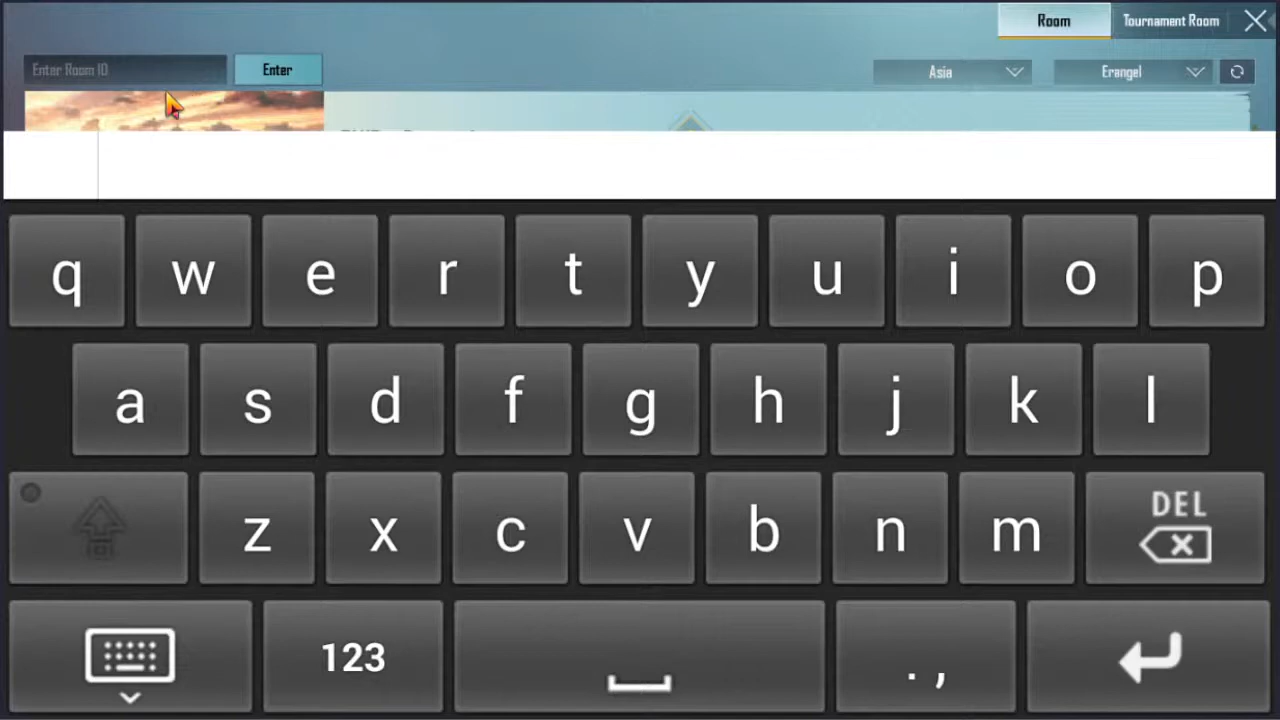 Room Tournament Room
Enter Room ID Enter Asia Erangel
q w e r t y u i o p
a s d f g h j k l
z x c v b n m DEL
123 . ,